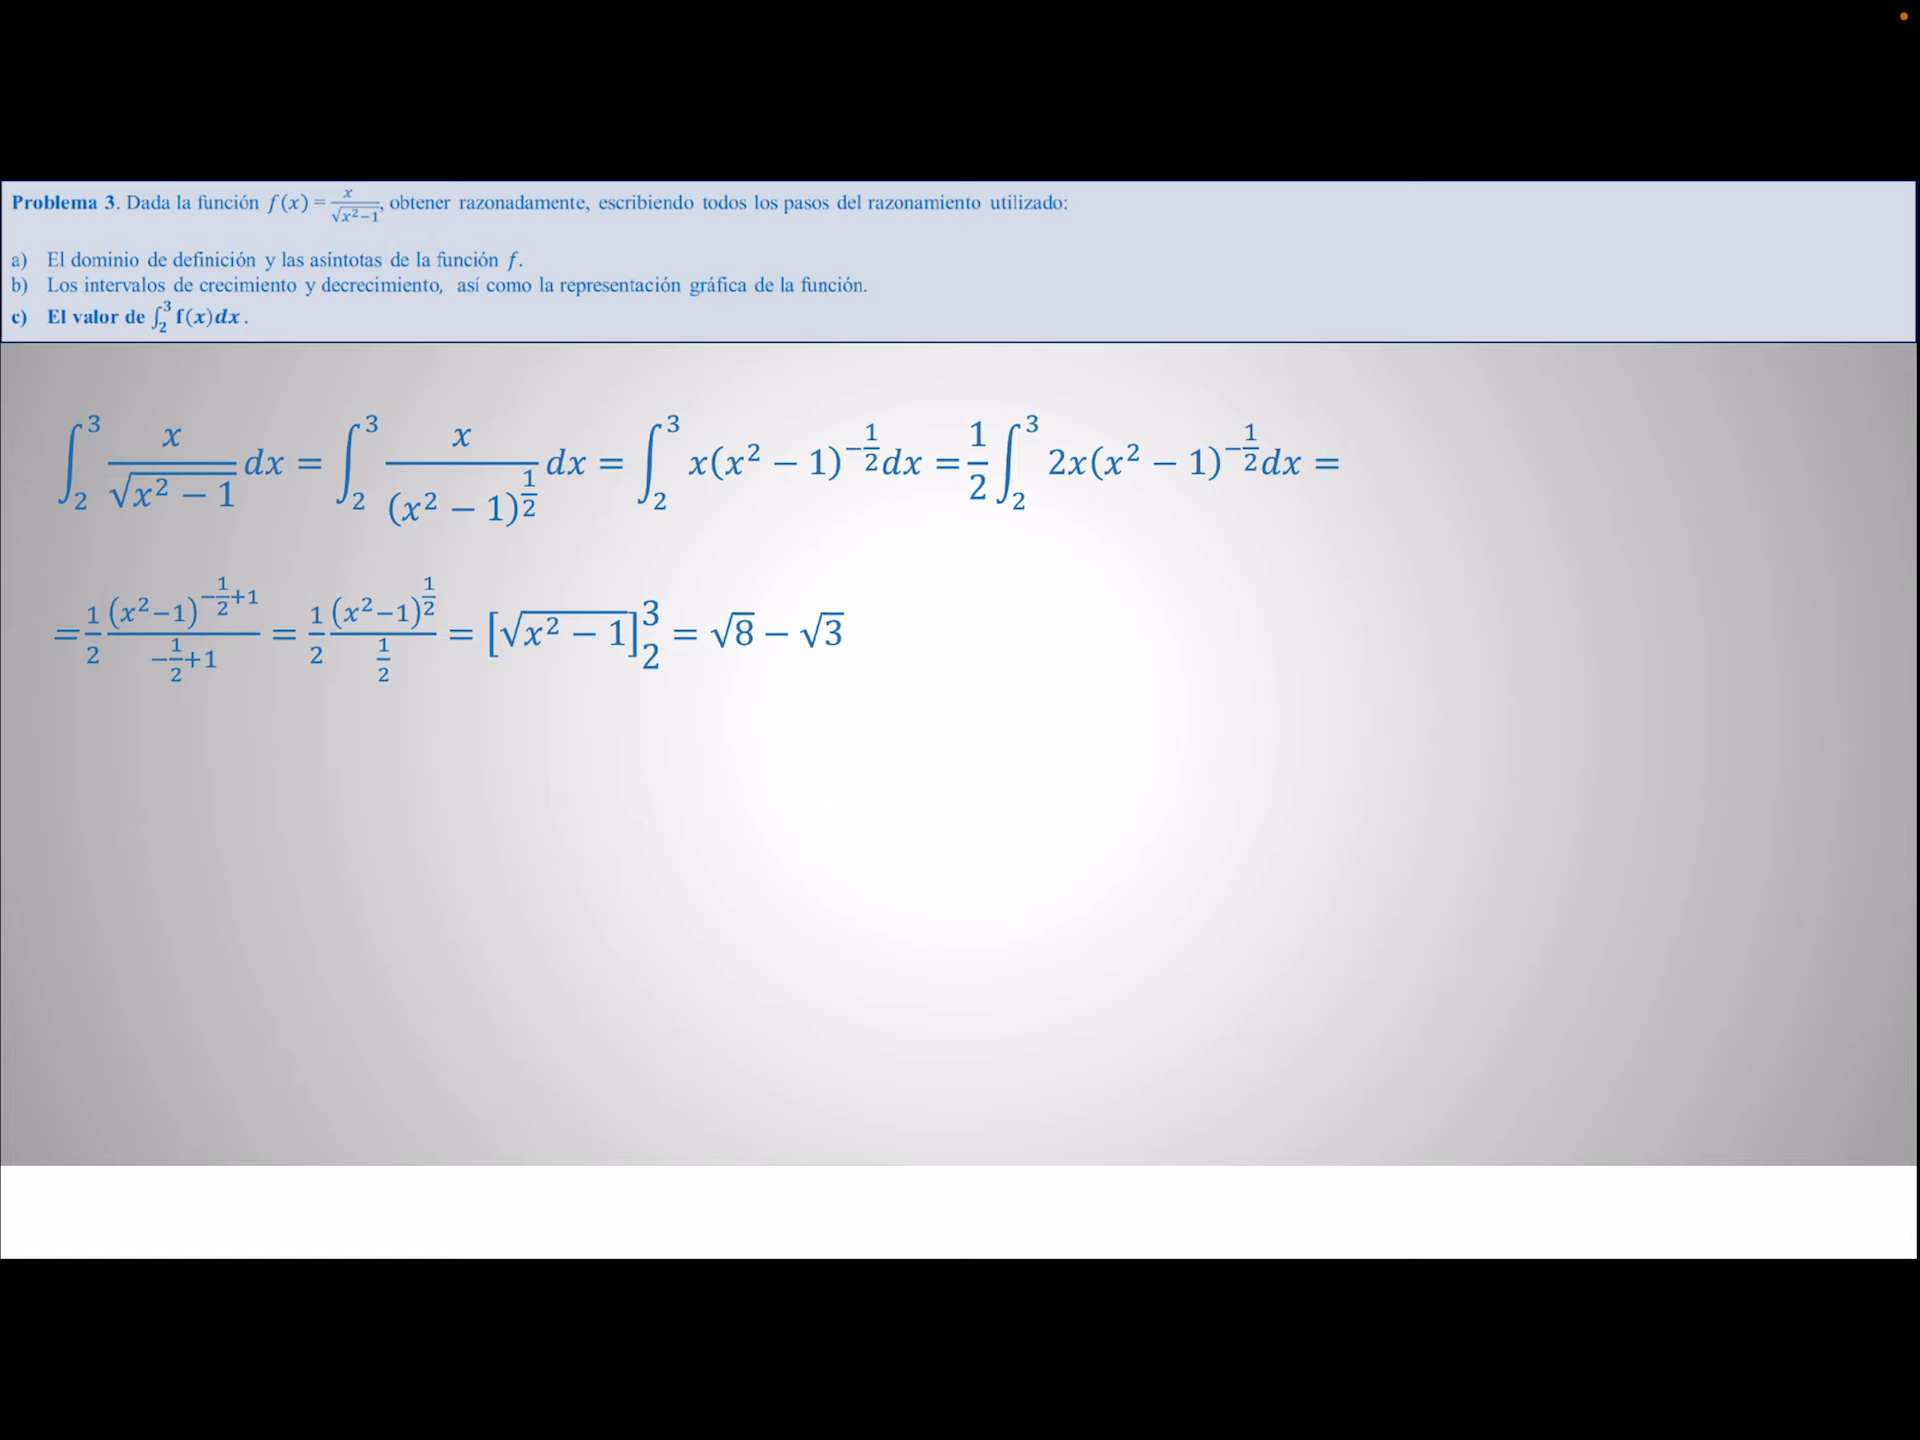 Problema 3. Dada la función f(x) = x/√(x²−1), obtener razonadamente, escribiendo todos los pasos del razonamiento utilizado:
a) El dominio de definición y las asíntotas de la función f.
b) Los intervalos de crecimiento y decrecimiento, así como la representación gráfica de la función.
c) El valor de ∫₂³ f(x)dx.
∫₂³ x/√(x² − 1) dx = ∫₂³ x/(x² − 1)^(1/2) dx = ∫₂³ x(x² − 1)^(−1/2) dx = 1/2 ∫₂³ 2x(x² − 1)^(−1/2) dx =
= 1/2 (x²−1)^(−1/2+1)/(−1/2+1) = 1/2 (x²−1)^(1/2)/(1/2) = [√(x² − 1)]₂³ = √8 − √3